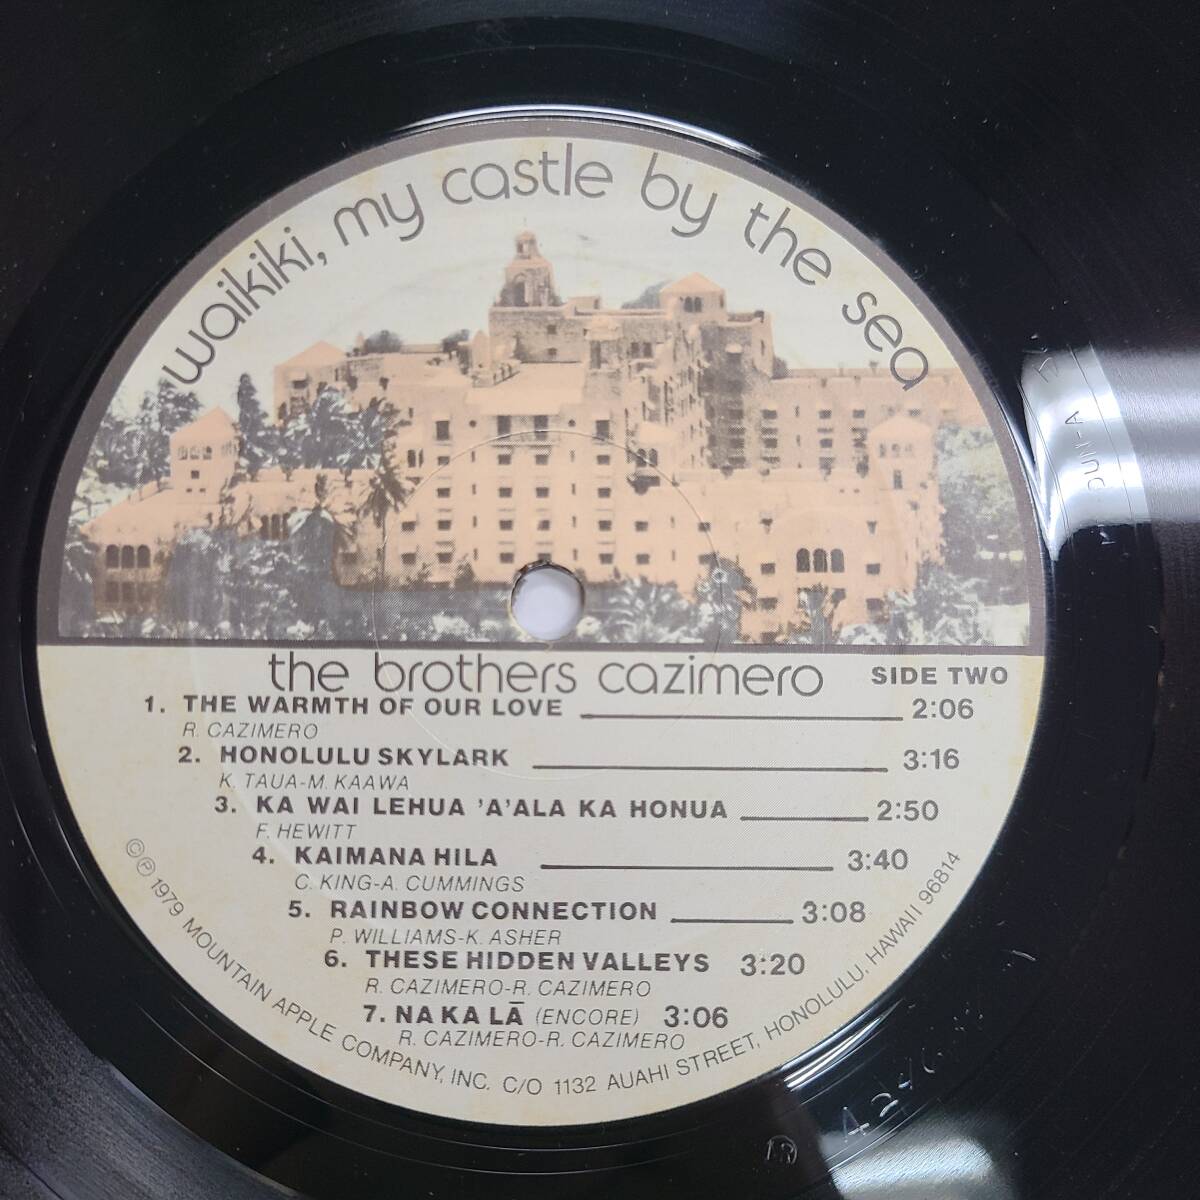 waikiki, my castle by the sea
the brothers cazimero
SIDE TWO
1. THE WARMTH OF OUR LOVE 2:06
R. CAZIMERO
2. HONOLULU SKYLARK 3:16
K. TAUA-M. KAAWA
3. KA WAI LEHUA 'A'ALA KA HONUA 2:50
F. HEWITT
4. KAIMANA HILA 3:40
C. KING-A. CUMMINGS
5. RAINBOW CONNECTION 3:08
P. WILLIAMS-K. ASHER
6. THESE HIDDEN VALLEYS 3:20
R. CAZIMERO-R. CAZIMERO
7. NA KA LĀ (ENCORE) 3:06
R. CAZIMERO-R. CAZIMERO
©℗ 1979 MOUNTAIN APPLE COMPANY, INC. C/O 1132 AUAHI STREET, HONOLULU, HAWAII 96814